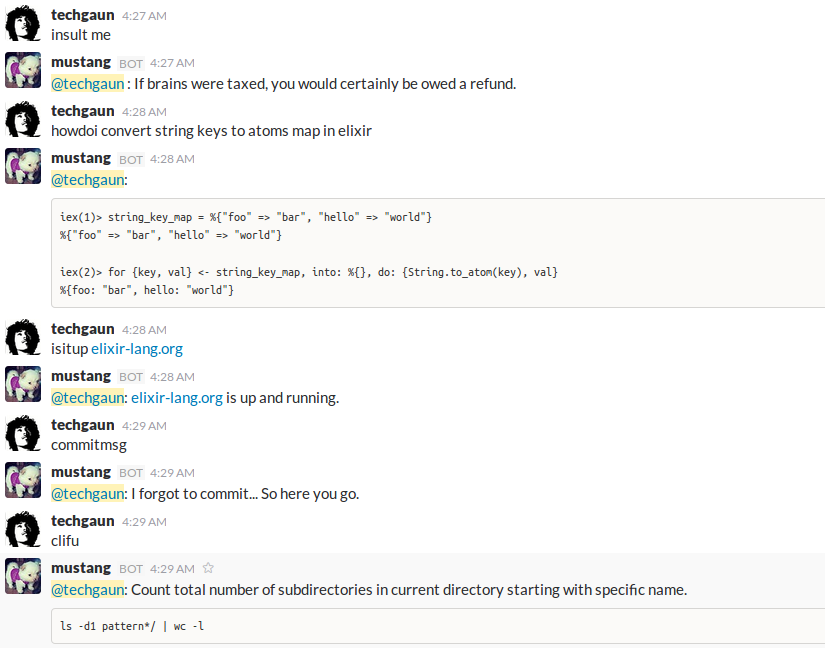 techgaun 4:27 AM
insult me
mustang BOT 4:27 AM
@techgaun : If brains were taxed, you would certainly be owed a refund.
techgaun 4:28 AM
howdoi convert string keys to atoms map in elixir
mustang BOT 4:28 AM
@techgaun:
iex(1)> string_key_map = %{"foo" => "bar", "hello" => "world"}
%{"foo" => "bar", "hello" => "world"}
iex(2)> for {key, val} <- string_key_map, into: %{}, do: {String.to_atom(key), val}
%{foo: "bar", hello: "world"}
techgaun 4:28 AM
isitup elixir-lang.org
mustang BOT 4:28 AM
@techgaun: elixir-lang.org is up and running.
techgaun 4:29 AM
commitmsg
mustang BOT 4:29 AM
@techgaun: I forgot to commit... So here you go.
techgaun 4:29 AM
clifu
mustang BOT 4:29 AM
@techgaun: Count total number of subdirectories in current directory starting with specific name.
ls -d1 pattern*/ | wc -l